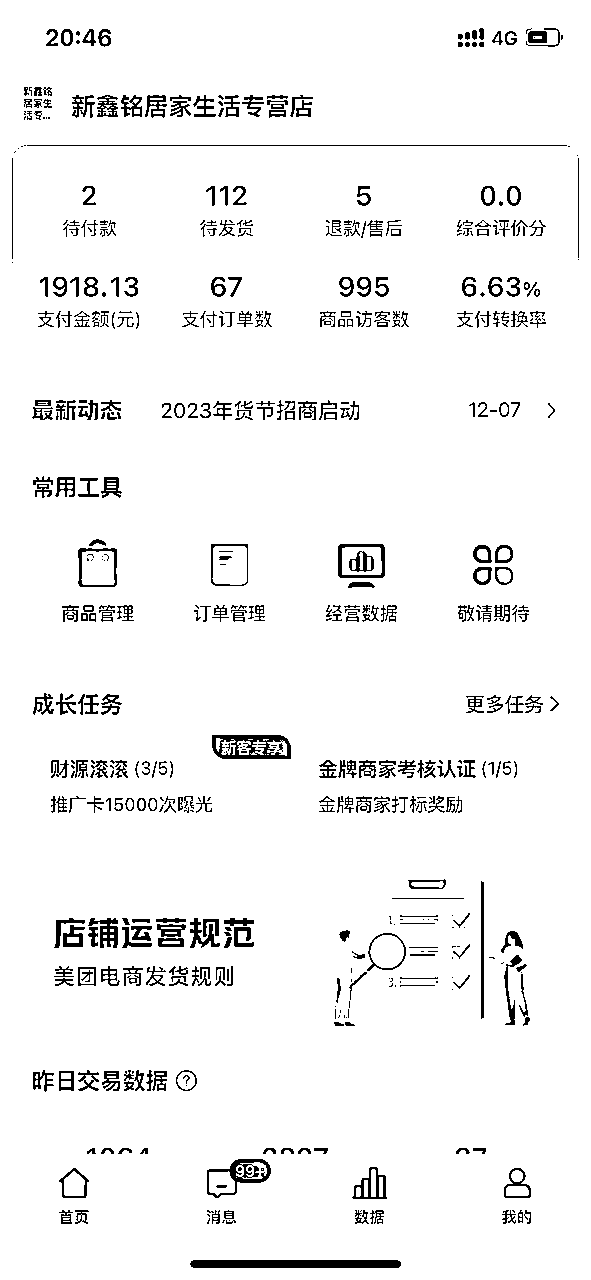 20:46 4G
新鑫铭居家生活专营店
新鑫铭
居家生
活专...
2 112 5 0.0
待付款 待发货 退款/售后 综合评价分
1918.13 67 995 6.63%
支付金额(元) 支付订单数 商品访客数 支付转换率
最新动态 2023年货节招商启动 12-07
常用工具
商品管理 订单管理 经营数据 敬请期待
成长任务 更多任务
新客专享
财源滚滚 (3/5) 金牌商家考核认证 (1/5)
推广卡15000次曝光 金牌商家打标奖励
店铺运营规范
美团电商发货规则
1.
3.
昨日交易数据 ?
99+
首页 消息 数据 我的